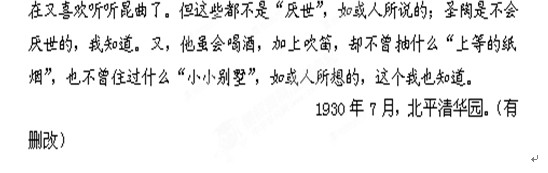 在又喜欢听听昆曲了。但这些都不是“厌世”，如或人所说的；圣陶是不会
厌世的，我知道。又，他虽会喝酒，加上吹笛，却不曾抽什么“上等的纸
烟”，也不曾住过什么“小小别墅”，如或人所想的，这个我也知道。
1930 年 7 月，北平清华园。（有
删改）